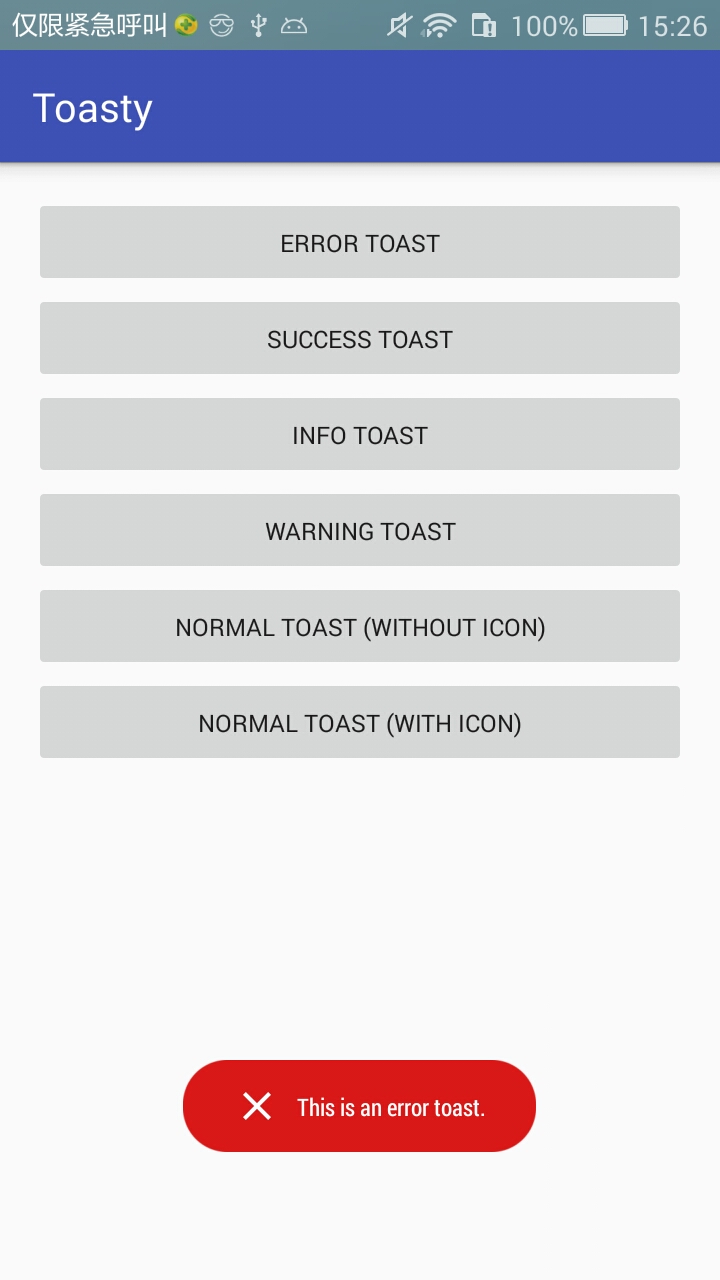 仅限紧急呼叫 100% 15:26
Toasty
ERROR TOAST
SUCCESS TOAST
INFO TOAST
WARNING TOAST
NORMAL TOAST (WITHOUT ICON)
NORMAL TOAST (WITH ICON)
This is an error toast.